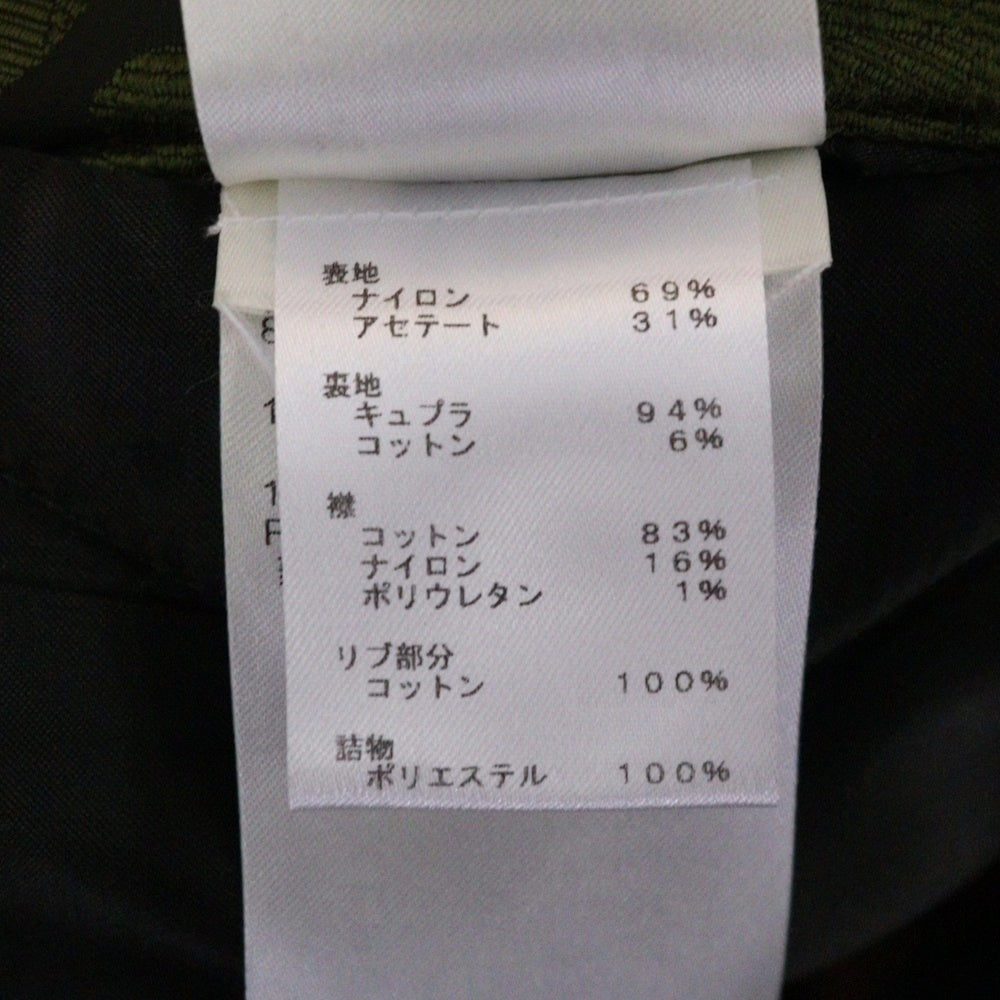 表地
ナイロン 69%
アセテート 31%
裏地
キュプラ 94%
コットン 6%
襟
コットン 83%
ナイロン 16%
ポリウレタン 1%
リブ部分
コットン 100%
詰物
ポリエステル 100%